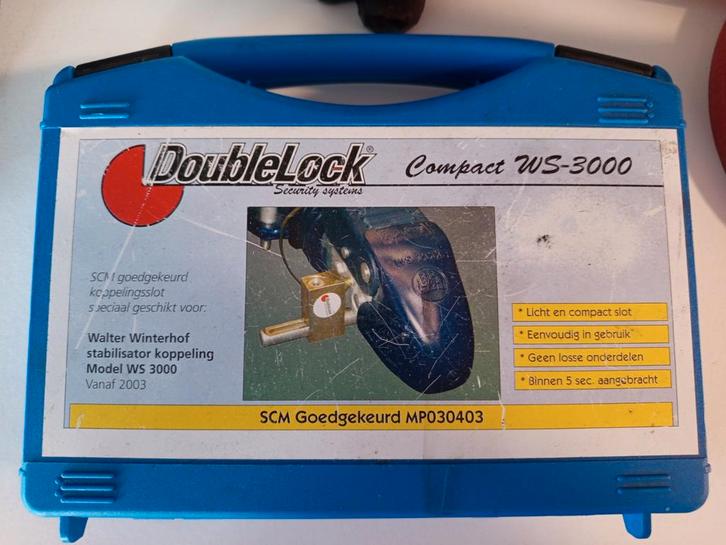 DoubleLock®
Security systems
Compact WS-3000
SCM goedgekeurd
koppelingsslot
speciaal geschikt voor:
Walter Winterhof
stabilisator koppeling
Model WS 3000
Vanaf 2003
WS 3000
* Licht en compact slot
* Eenvoudig in gebruik
* Geen losse onderdelen
* Binnen 5 sec. aangebracht
SCM Goedgekeurd MP030403